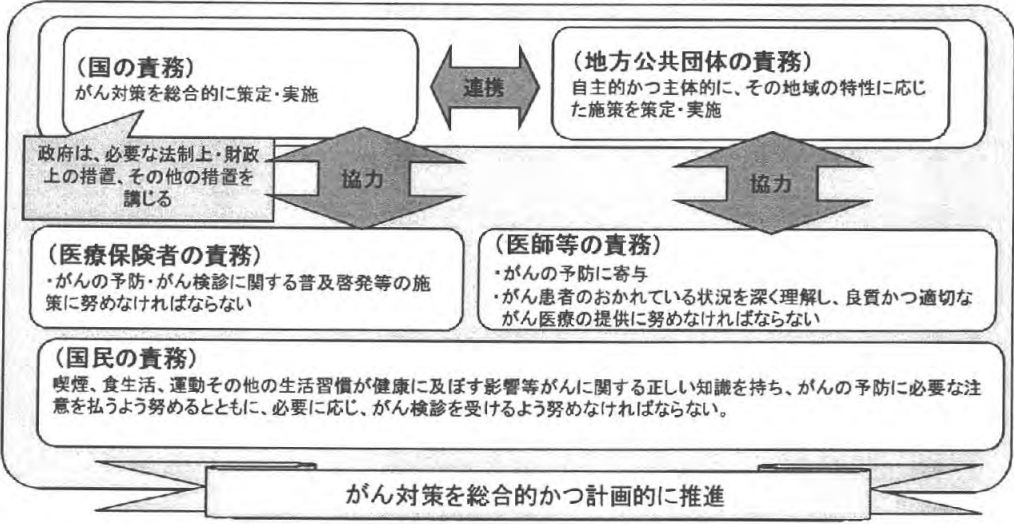 (国の責務)
がん対策を総合的に策定・実施
連携
(地方公共団体の責務)
自主的かつ主体的に、その地域の特性に応じ
た施策を策定・実施
政府は、必要な法制上・財政
上の措置、その他の措置を
講じる
協力
協力
(医療保険者の責務)
・がんの予防・がん検診に関する普及啓発等の施
策に努めなければならない
(医師等の責務)
・がんの予防に寄与
・がん患者のおかれている状況を深く理解し、良質かつ適切な
がん医療の提供に努めなければならない
(国民の責務)
喫煙、食生活、運動その他の生活習慣が健康に及ぼす影響等がんに関する正しい知識を持ち、がんの予防に必要な注
意を払うよう努めるとともに、必要に応じ、がん検診を受けるよう努めなければならない。
がん対策を総合的かつ計画的に推進